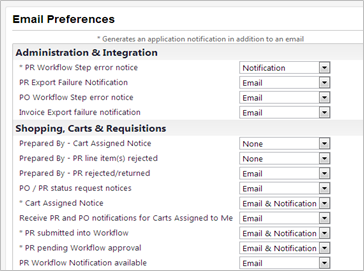 Email Preferences
* Generates an application notification in addition to an email
Administration & Integration
* PR Workflow Step error notice Notification
PR Export Failure Notification Email
PO Workflow Step error notice Email
Invoice Export failure notification Email
Shopping, Carts & Requisitions
Prepared By - Cart Assigned Notice None
Prepared By - PR line item(s) rejected None
Prepared By - PR rejected/returned Email
PO / PR status request notices Email
* Cart Assigned Notice Email & Notification
Receive PR and PO notifications for Carts Assigned to Me Email
* PR submitted into Workflow Email & Notification
* PR pending Workflow approval Email & Notification
PR Workflow Notification available Email